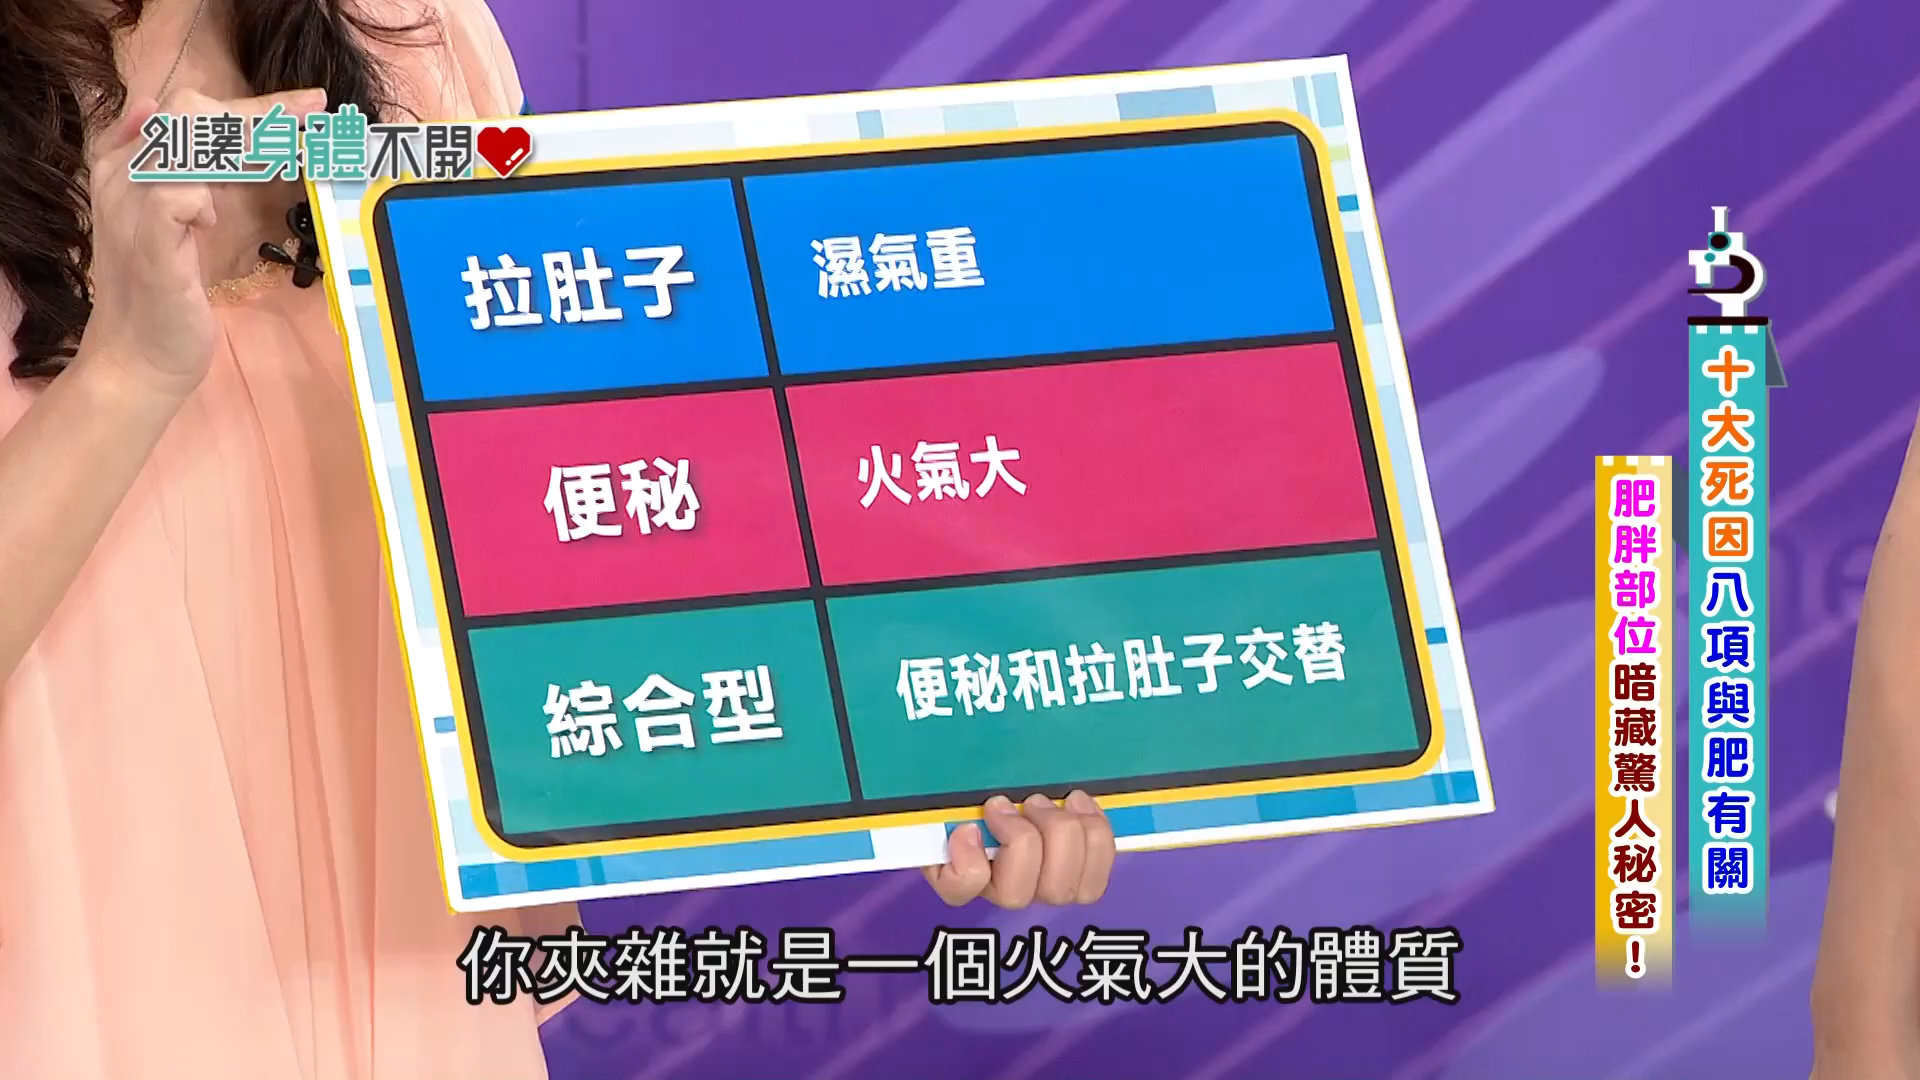 別讓身體不開
拉肚子 濕氣重
便秘 火氣大
綜合型 便秘和拉肚子交替
十大死因八項與肥有關
肥胖部位暗藏驚人秘密！
你夾雜就是一個火氣大的體質